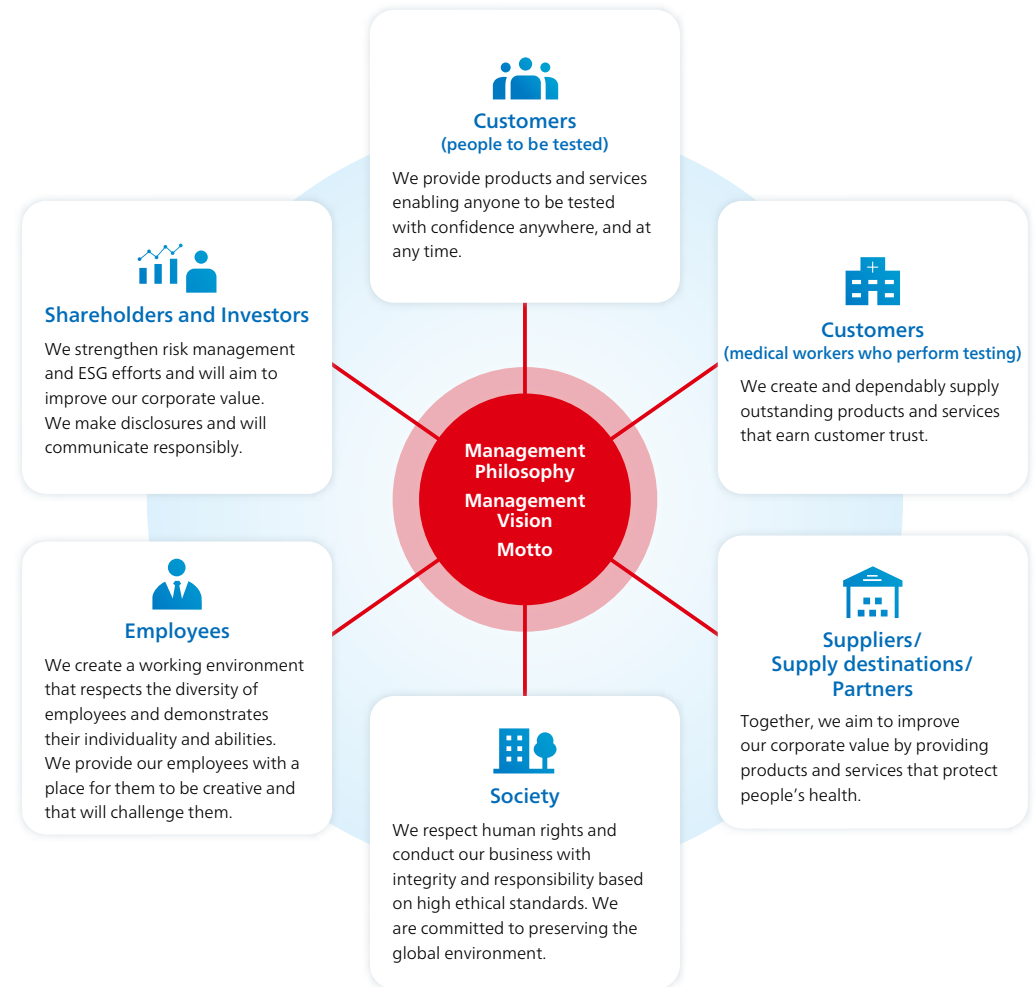 Customers
(people to be tested)
We provide products and services
enabling anyone to be tested
with confidence anywhere, and at
any time.
Customers
(medical workers who perform testing)
We create and dependably supply
outstanding products and services
that earn customer trust.
Suppliers/
Supply destinations/
Partners
Together, we aim to improve
our corporate value by providing
products and services that protect
people’s health.
Society
We respect human rights and
conduct our business with
integrity and responsibility based
on high ethical standards. We
are committed to preserving the
global environment.
Employees
We create a working environment
that respects the diversity of
employees and demonstrates
their individuality and abilities.
We provide our employees with a
place for them to be creative and
that will challenge them.
Shareholders and Investors
We strengthen risk management
and ESG efforts and will aim to
improve our corporate value.
We make disclosures and will
communicate responsibly.
Management
Philosophy
Management
Vision
Motto